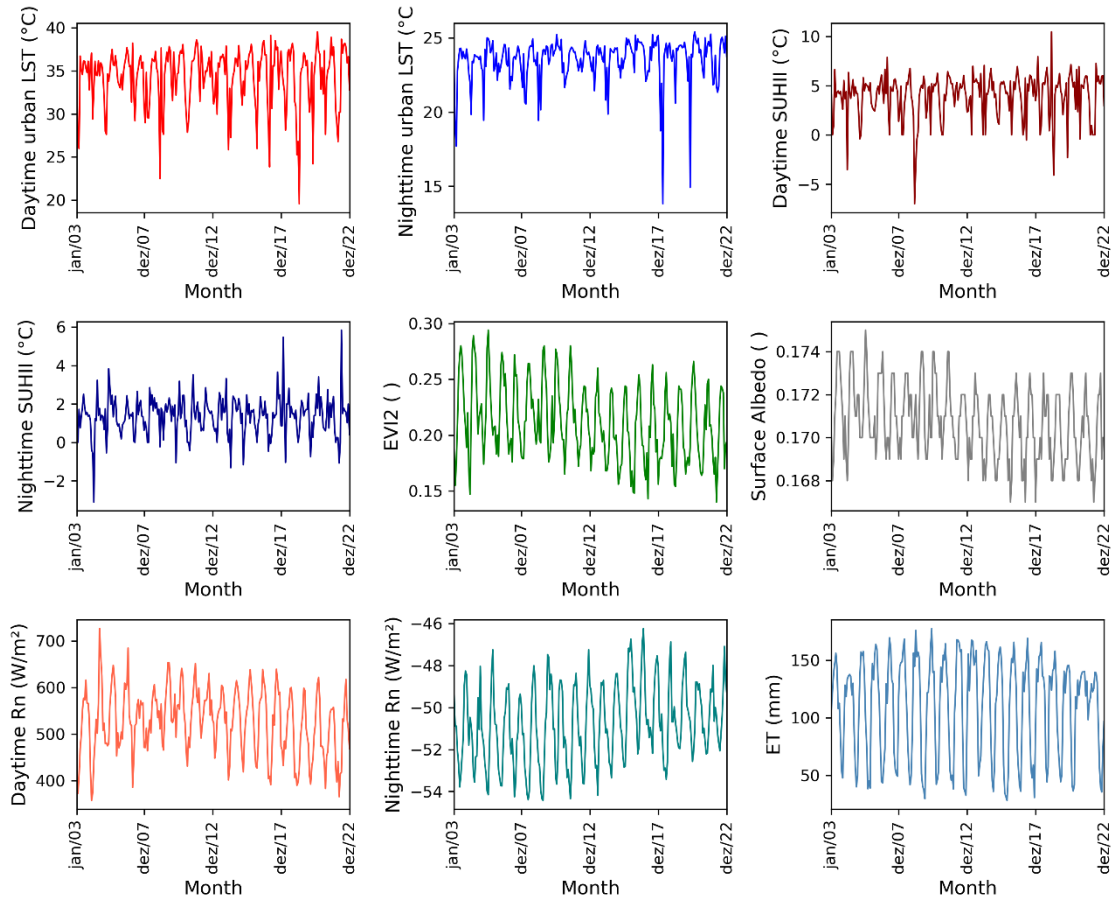 Daytime urban LST (°C)
40
35
30
25
20
jan/03
dez/07
dez/12
dez/17
dez/22
Month
Nighttime urban LST (°C
25
20
15
jan/03
dez/07
dez/12
dez/17
dez/22
Month
Daytime SUHII (°C)
10
5
0
−5
jan/03
dez/07
dez/12
dez/17
dez/22
Month
Nighttime SUHII (°C)
6
4
2
0
−2
jan/03
dez/07
dez/12
dez/17
dez/22
Month
EVI2 ( )
0.30
0.25
0.20
0.15
jan/03
dez/07
dez/12
dez/17
dez/22
Month
Surface Albedo ( )
0.174
0.172
0.170
0.168
jan/03
dez/07
dez/12
dez/17
dez/22
Month
Daytime Rn (W/m²)
700
600
500
400
jan/03
dez/07
dez/12
dez/17
dez/22
Month
Nighttime Rn (W/m²)
−46
−48
−50
−52
−54
jan/03
dez/07
dez/12
dez/17
dez/22
Month
ET (mm)
150
100
50
jan/03
dez/07
dez/12
dez/17
dez/22
Month